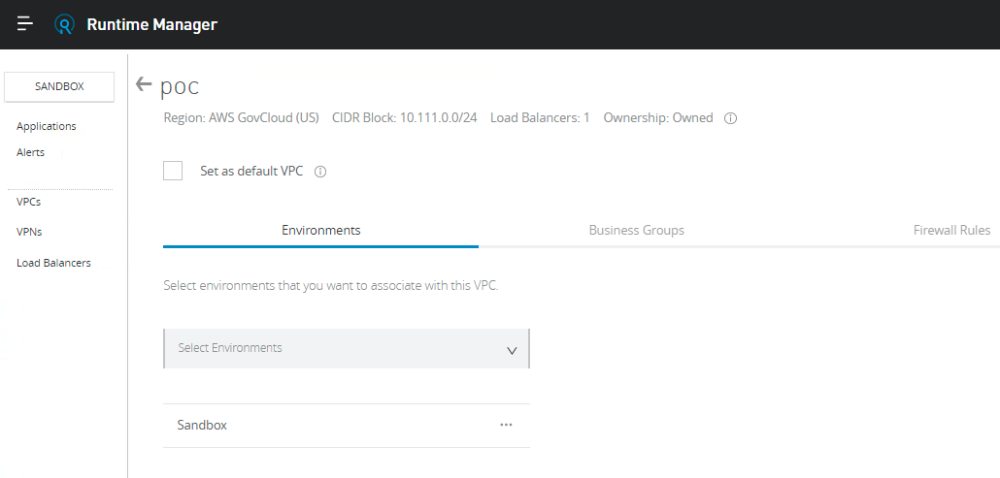 Runtime Manager
SANDBOX
Applications
Alerts
VPCs
VPNs
Load Balancers
poc
Region: AWS GovCloud (US) CIDR Block: 10.111.0.0/24 Load Balancers: 1 Ownership: Owned
Set as default VPC
Environments Business Groups Firewall Rules
Select environments that you want to associate with this VPC.
Select Environments
Sandbox